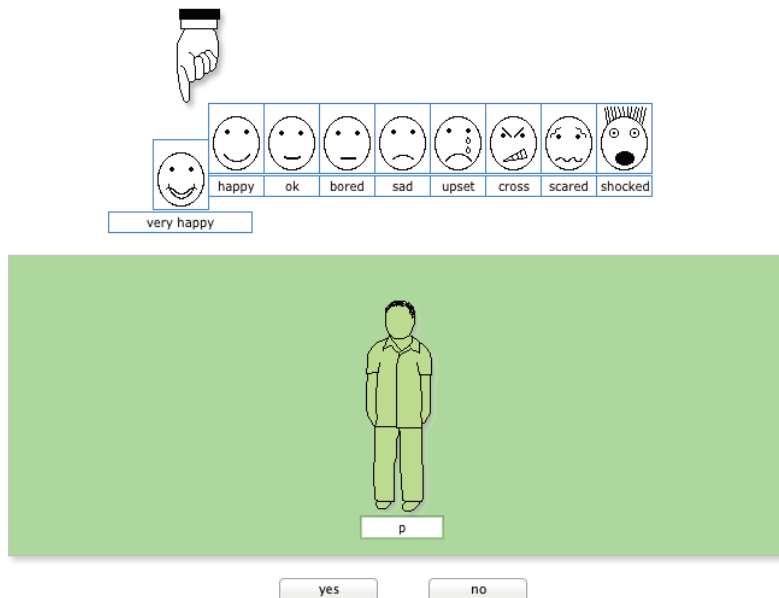 happy ok bored sad upset cross scared shocked
very happy
p
yes no